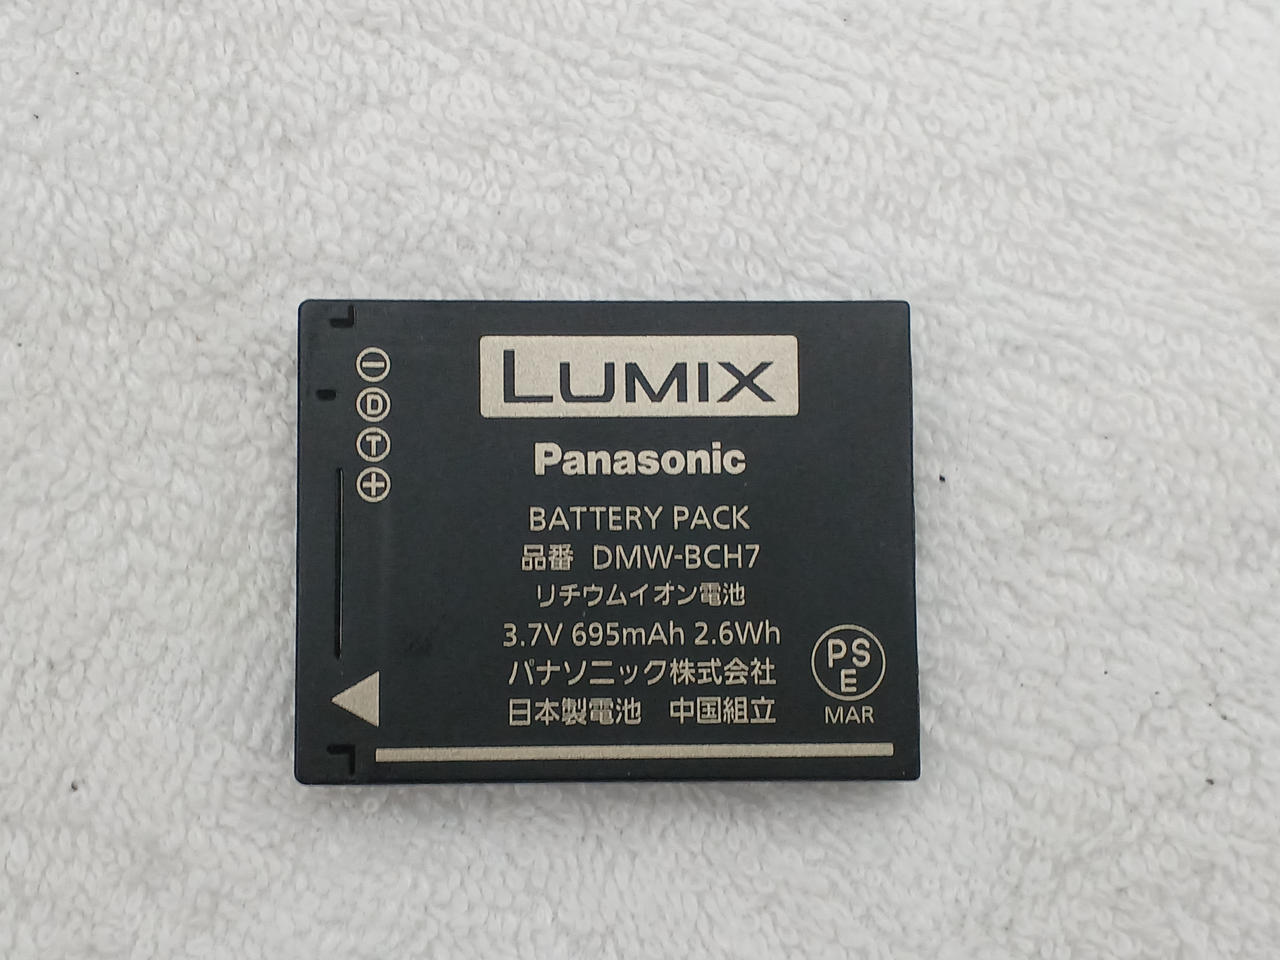 LUMIX
Panasonic
BATTERY PACK
品番 DMW-BCH7
リチウムイオン電池
3.7V 695mAh 2.6Wh
パナソニック株式会社
日本製電池 中国組立
−
D
T
+
PS
E
MAR